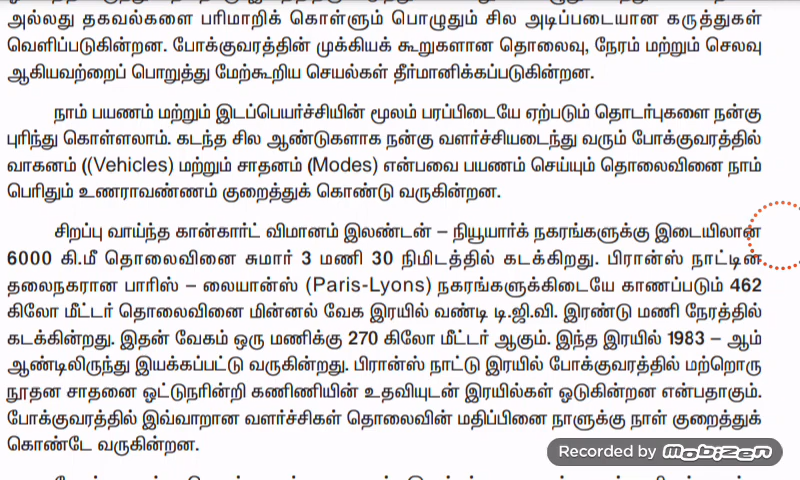 அல்லது தகவல்களை பரிமாறிக் கொள்ளும் பொழுதும் சில அடிப்படையான கருத்துகள்
வெளிப்படுகின்றன. போக்குவரத்தின் முக்கியக் கூறுகளான தொலைவு, நேரம் மற்றும் செலவு
ஆகியவற்றைப் பொறுத்து மேற்கூறிய செயல்கள் தீர்மானிக்கப்படுகின்றன.
நாம் பயணம் மற்றும் இடப்பெயர்ச்சியின் மூலம் பரப்பிடையே ஏற்படும் தொடர்புகளை நன்கு
புரிந்து கொள்ளலாம். கடந்த சில ஆண்டுகளாக நன்கு வளர்ச்சியடைந்து வரும் போக்குவரத்தில்
வாகனம் ((Vehicles) மற்றும் சாதனம் (Modes) என்பவை பயணம் செய்யும் தொலைவினை நாம்
பெரிதும் உணராவண்ணம் குறைத்துக் கொண்டு வருகின்றன.
சிறப்பு வாய்ந்த கான்கார்ட் விமானம் இலண்டன் – நியூயார்க் நகரங்களுக்கு இடையிலான
6000 கி.மீ தொலைவினை சுமார் 3 மணி 30 நிமிடத்தில் கடக்கிறது. பிரான்ஸ் நாட்டின்
தலைநகரான பாரிஸ் – லையான்ஸ் (Paris-Lyons) நகரங்களுக்கிடையே காணப்படும் 462
கிலோ மீட்டர் தொலைவினை மின்னல் வேக இரயில் வண்டி டி.ஜி.வி. இரண்டு மணி நேரத்தில்
கடக்கின்றது. இதன் வேகம் ஒரு மணிக்கு 270 கிலோ மீட்டர் ஆகும். இந்த இரயில் 1983 – ஆம்
ஆண்டிலிருந்து இயக்கப்பட்டு வருகின்றது. பிரான்ஸ் நாட்டு இரயில் போக்குவரத்தில் மற்றொரு
நூதன சாதனை ஓட்டுநரின்றி கணிணியின் உதவியுடன் இரயில்கள் ஓடுகின்றன என்பதாகும்.
போக்குவரத்தில் இவ்வாறான வளர்ச்சிகள் தொலைவின் மதிப்பினை நாளுக்கு நாள் குறைத்துக்
கொண்டே வருகின்றன.
Recorded by mobizen